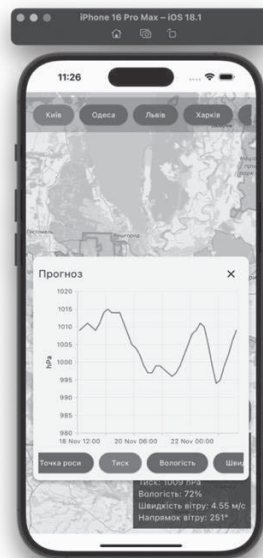 iPhone 16 Pro Max – iOS 18.1
11:26
Київ
Одеса
Львів
Харків
Прогноз
×
1020
1015
1010
1005
1000
995
990
985
980
hPa
18 Nov 12:00 20 Nov 06:00 22 Nov 00:00
Точка роси
Тиск
Вологість
Шви
Тиск: 1009 hPa
Вологість: 72%
Швидкість вітру: 4.55 м/с
Напрямок вітру: 251°